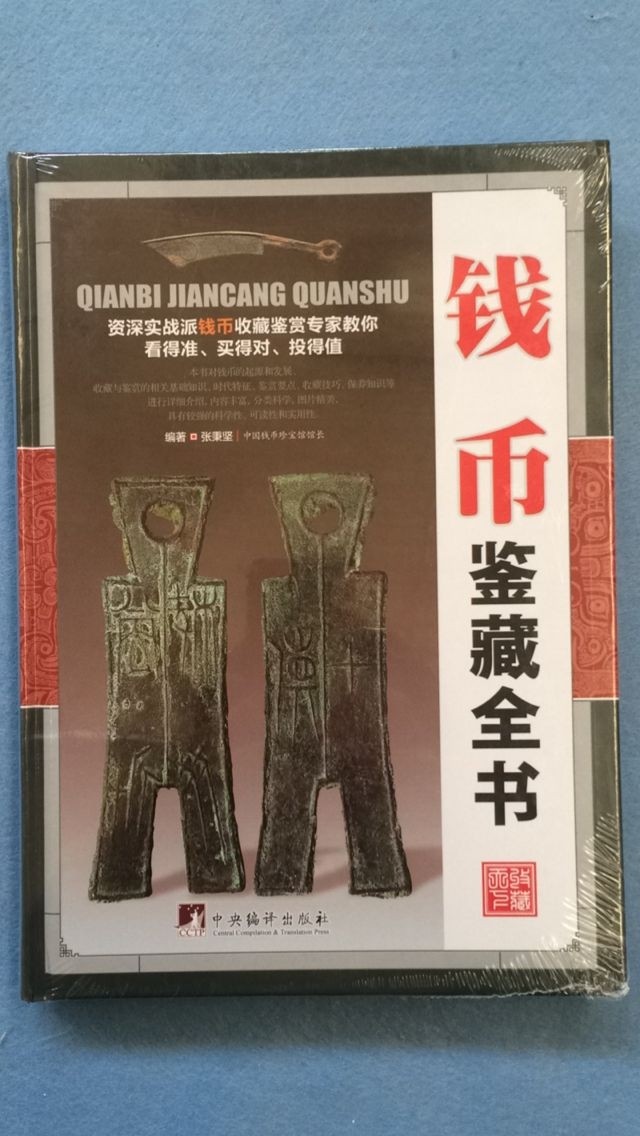 QIANBI JIANCANG QUANSHU
资深实战派钱币收藏鉴赏专家教你
看得准、买得对、投得值
本书对钱币的起源和发展、
收藏与鉴赏的相关基础知识、时代特征、鉴赏要点、收藏技巧、保养知识等
进行详细介绍,内容丰富,分类科学,图片精美,
具有较强的科学性、可读性和实用性。
编著 张秉坚 中国钱币珍宝馆馆长
钱币鉴藏全书
收藏
CCTP
中央编译出版社
Central Compilation & Translation Press